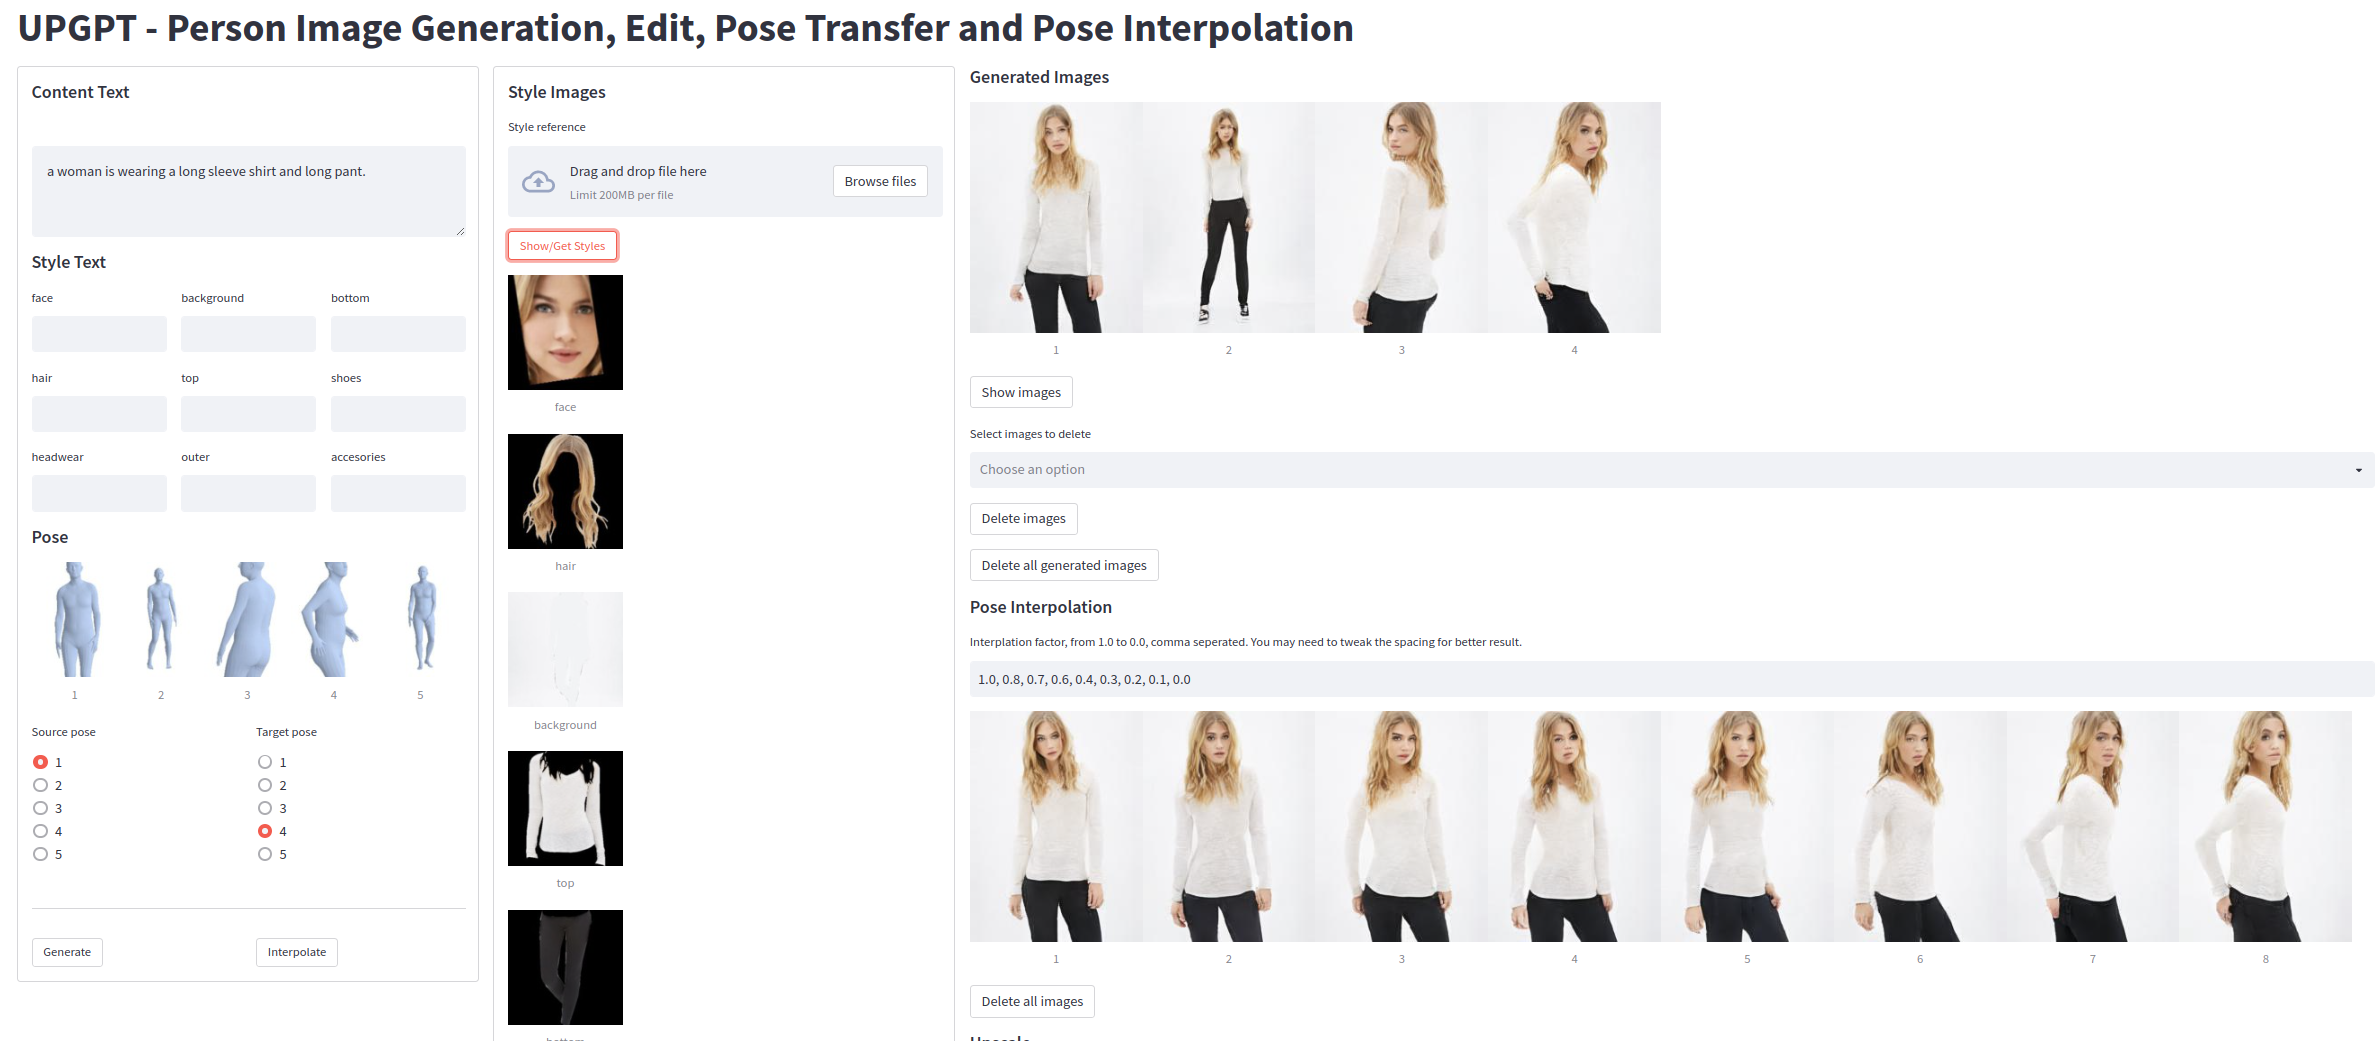 UPGPT - Person Image Generation, Edit, Pose Transfer and Pose Interpolation
Content Text
a woman is wearing a long sleeve shirt and long pant.
Style Text
face
background
bottom
hair
top
shoes
headwear
outer
accesories
Pose
1
2
3
4
5
Source pose
Target pose
1
1
2
2
3
3
4
4
5
5
Generate
Interpolate
Style Images
Style reference
Drag and drop file here
Limit 200MB per file
Browse files
Show/Get Styles
face
hair
background
top
bottom
Generated Images
1
2
3
4
Show images
Select images to delete
Choose an option
Delete images
Delete all generated images
Pose Interpolation
Interplation factor, from 1.0 to 0.0, comma seperated. You may need to tweak the spacing for better result.
1.0, 0.8, 0.7, 0.6, 0.4, 0.3, 0.2, 0.1, 0.0
1
2
3
4
5
6
7
8
Delete all images
Upscale